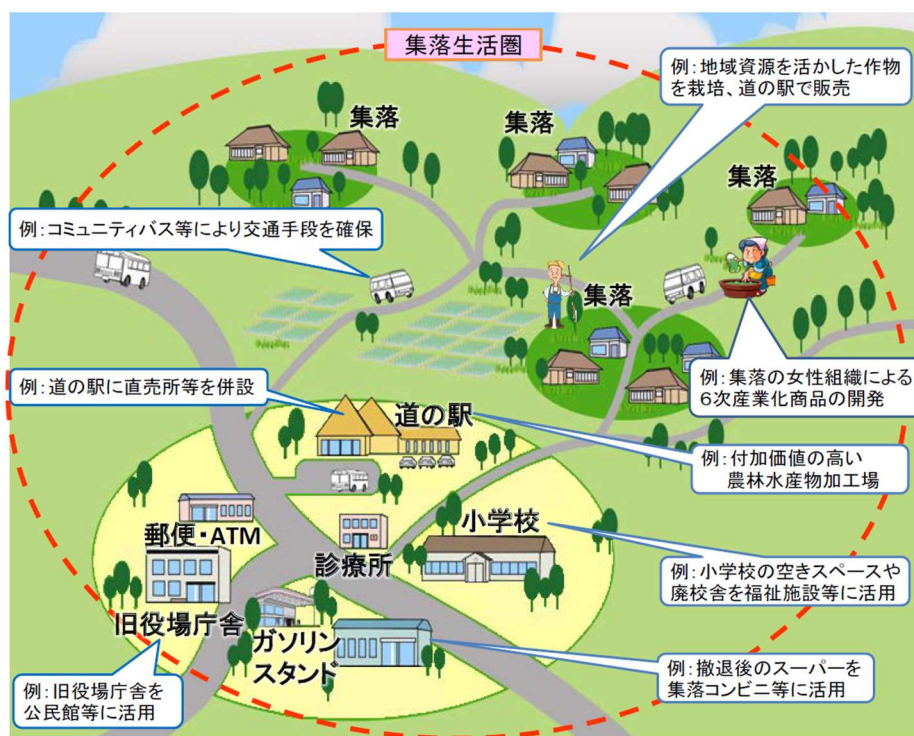 集落生活圏
例：地域資源を活かした作物
を栽培、道の駅で販売
集落
集落
集落
例：コミュニティバス等により交通手段を確保
集落
例：集落の女性組織による
６次産業化商品の開発
例：道の駅に直売所等を併設
道の駅
例：付加価値の高い
農林水産物加工場
小学校
郵便・ATM
診療所
例：小学校の空きスペースや
廃校舎を福祉施設等に活用
旧役場庁舎
ガソリン
スタンド
例：撤退後のスーパーを
集落コンビニ等に活用
例：旧役場庁舎を
公民館等に活用